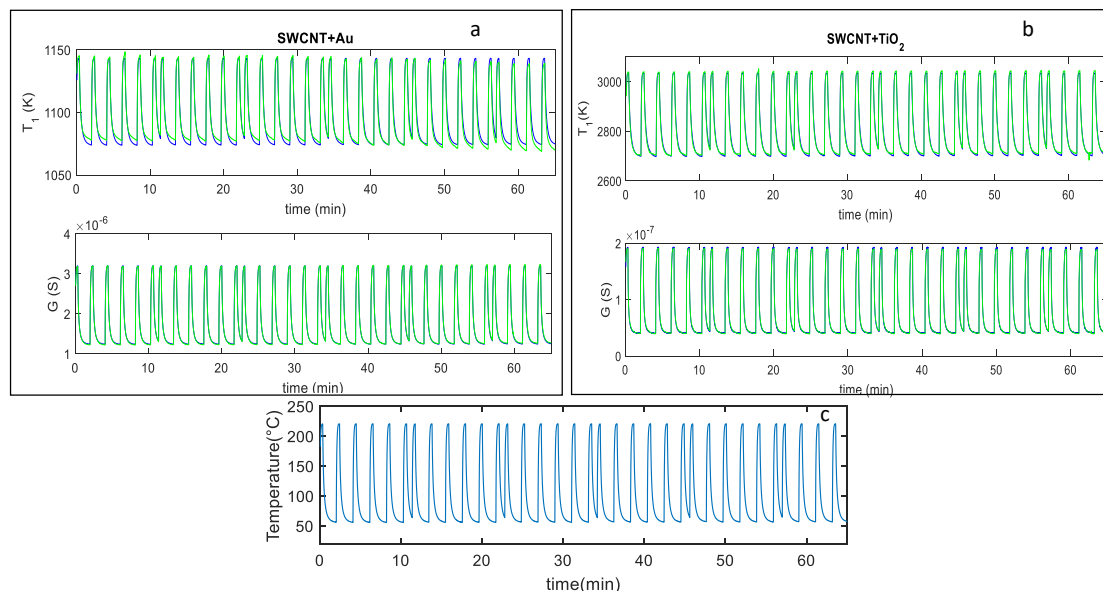 a
SWCNT+Au
1150
1100
1050
T₁ (K)
0 10 20 30 40 50 60
time (min)
×10⁻⁶
4
3
2
1
G (S)
0 10 20 30 40 50 60
time (min)
b
SWCNT+TiO₂
3000
2800
2600
T₁(K)
0 10 20 30 40 50 60
time (min)
×10⁻⁷
2
1
0
G (S)
0 10 20 30 40 50 60
time (min)
c
250
200
150
100
50
Temperature(°C)
0 10 20 30 40 50 60
time(min)